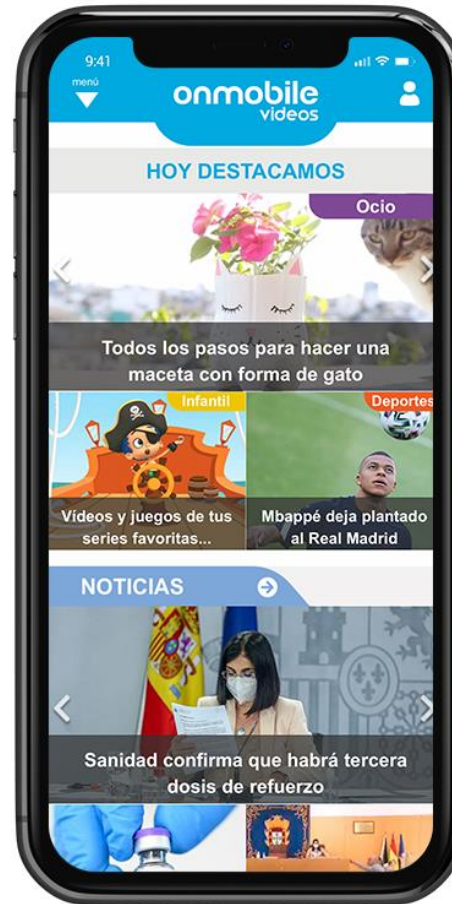 9:41
menú
onmobile
videos
HOY DESTACAMOS
Ocio
Todos los pasos para hacer una
maceta con forma de gato
Infantil
Deportes
Vídeos y juegos de tus
series favoritas...
Mbappé deja plantado
al Real Madrid
NOTICIAS
Sanidad confirma que habrá tercera
dosis de refuerzo